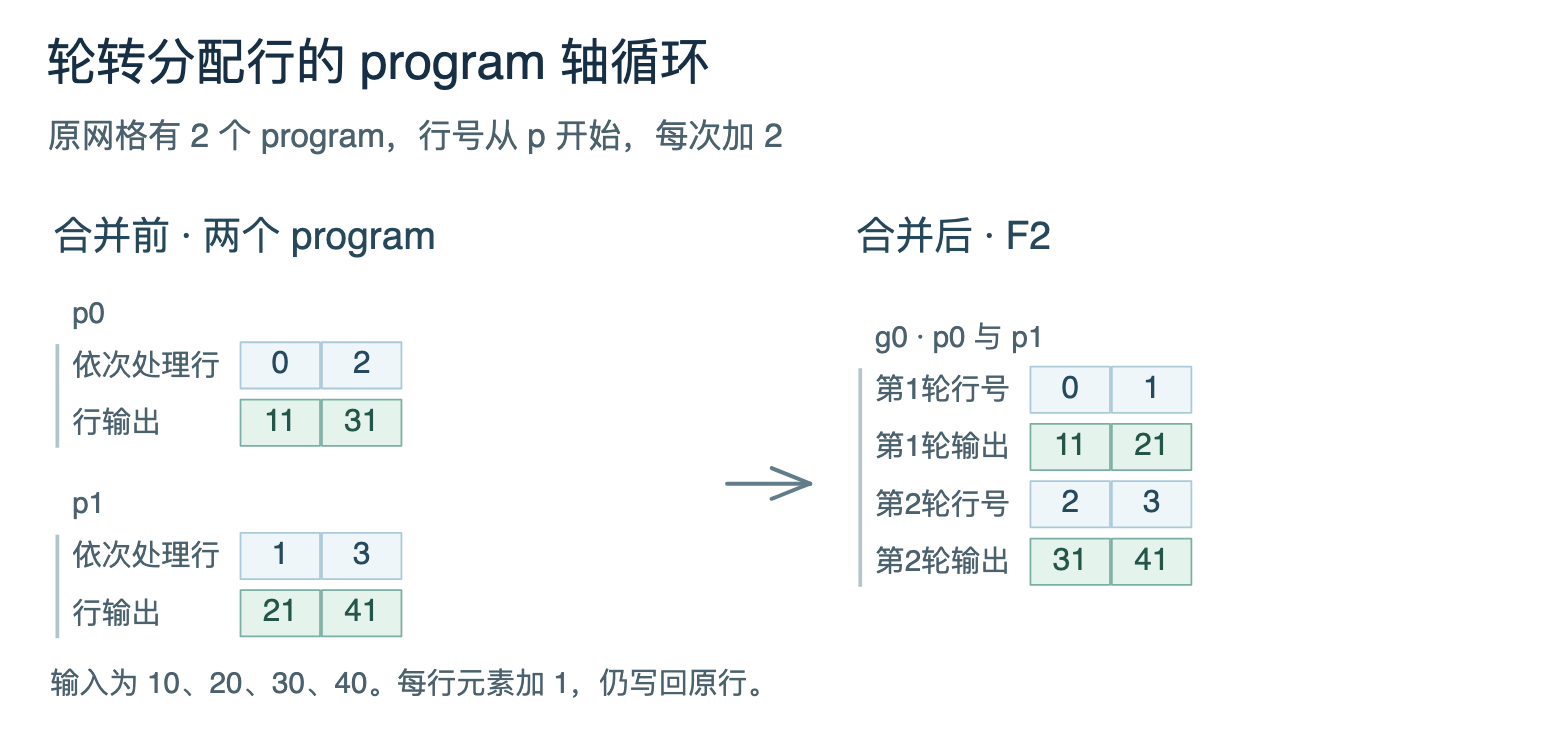 轮转分配行的 program 轴循环
原网格有 2 个 program，行号从 p 开始，每次加 2
合并前 · 两个 program
p0
依次处理行 0 2
行输出 11 31
p1
依次处理行 1 3
行输出 21 41
合并后 · F2
g0 · p0 与 p1
第1轮行号 0 1
第1轮输出 11 21
第2轮行号 2 3
第2轮输出 31 41
输入为 10、20、30、40。每行元素加 1，仍写回原行。